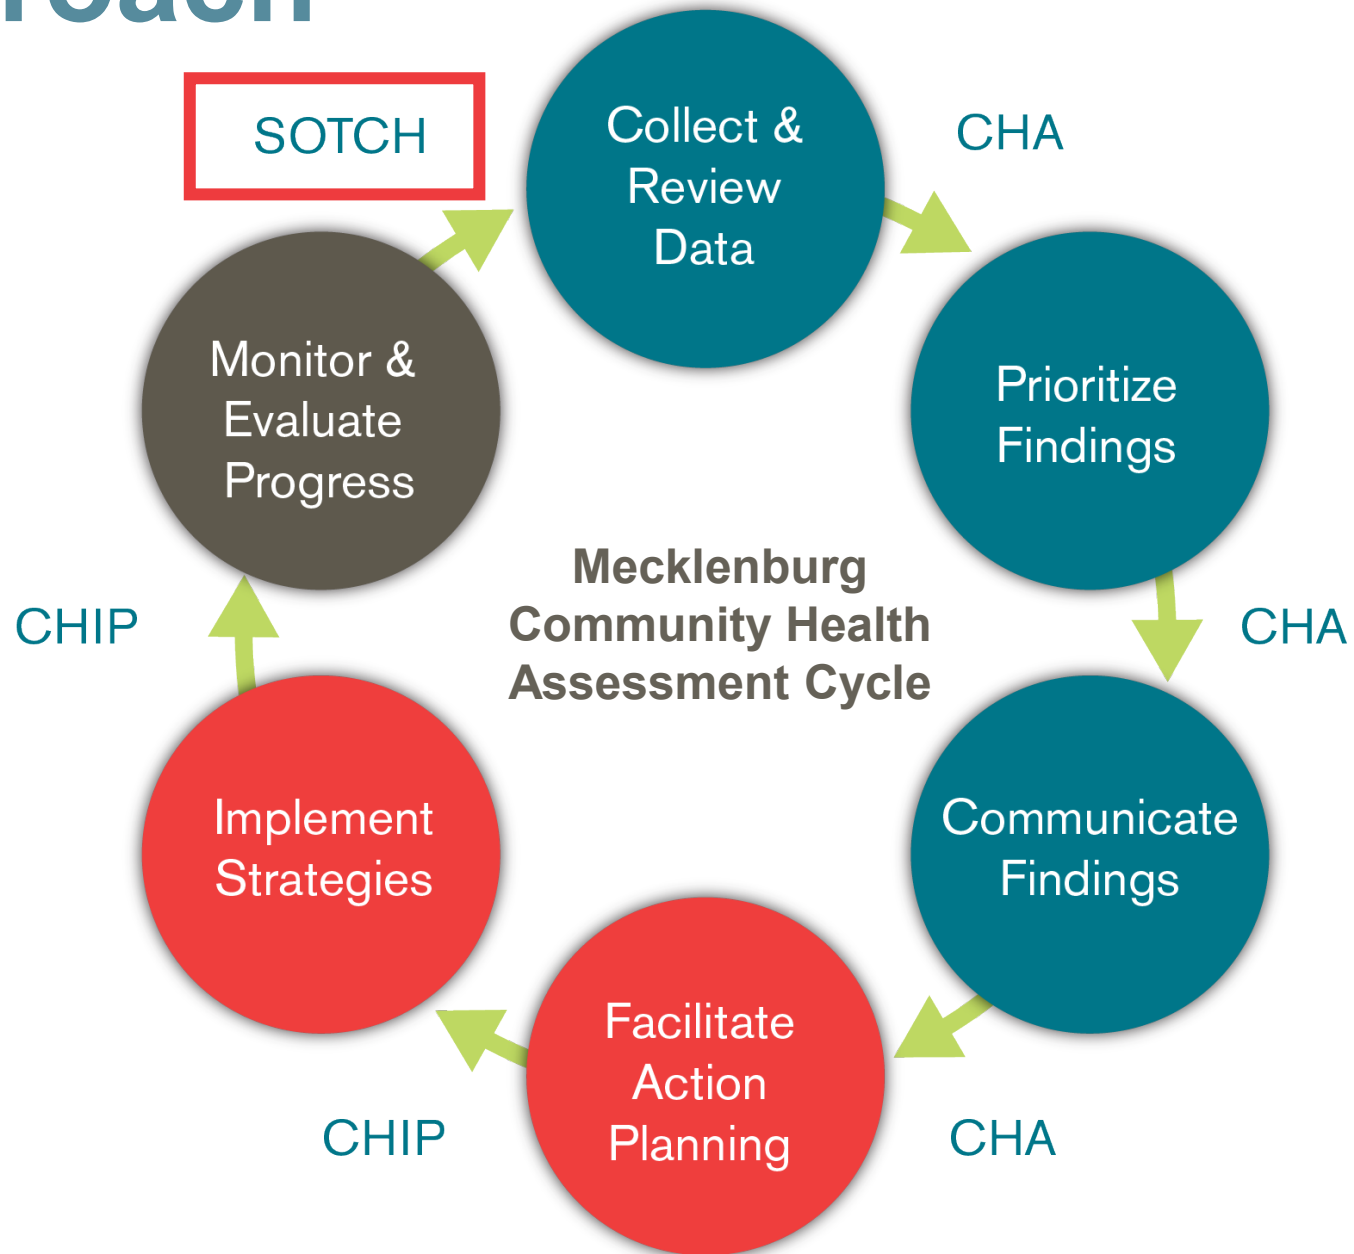 SOTCH
Collect &
Review
Data
CHA
Prioritize
Findings
CHA
Communicate
Findings
CHA
Facilitate
Action
Planning
CHIP
Implement
Strategies
CHIP
Monitor &
Evaluate
Progress
Mecklenburg
Community Health
Assessment Cycle